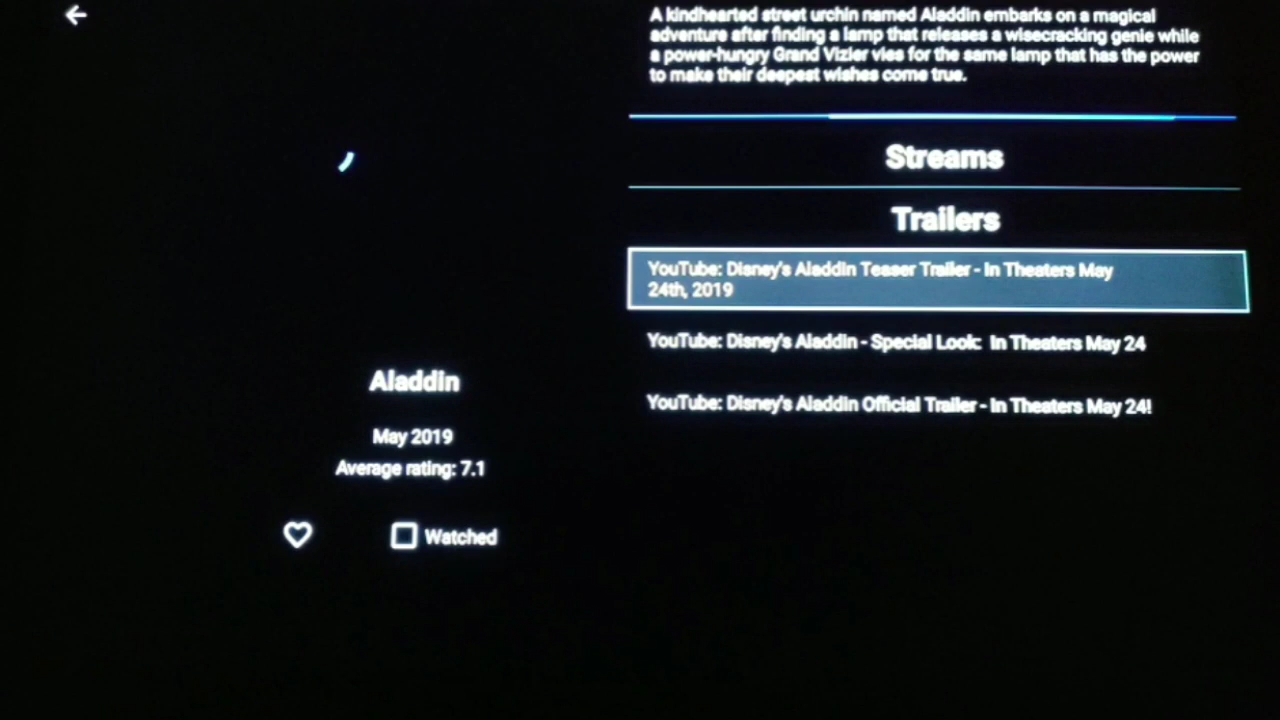 A kindhearted street urchin named Aladdin embarks on a magical
adventure after finding a lamp that releases a wisecracking genie while
a power-hungry Grand Vizier vies for the same lamp that has the power
to make their deepest wishes come true.
Streams
Trailers
YouTube: Disney's Aladdin Teaser Trailer - In Theaters May
24th, 2019
YouTube: Disney's Aladdin - Special Look: In Theaters May 24
YouTube: Disney's Aladdin Official Trailer - In Theaters May 24!
Aladdin
May 2019
Average rating: 7.1
Watched